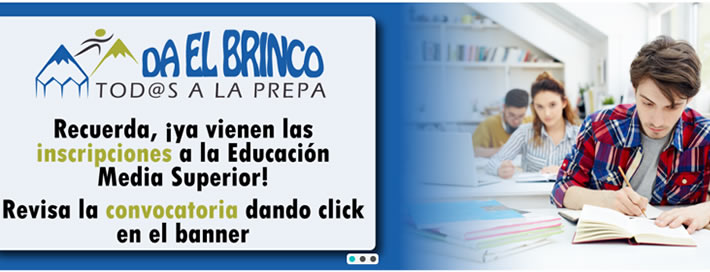 DA EL BRINCO
TOD@S A LA PREPA
Recuerda, ¡ya vienen las
inscripciones a la Educación
Media Superior!
Revisa la convocatoria dando click
en el banner